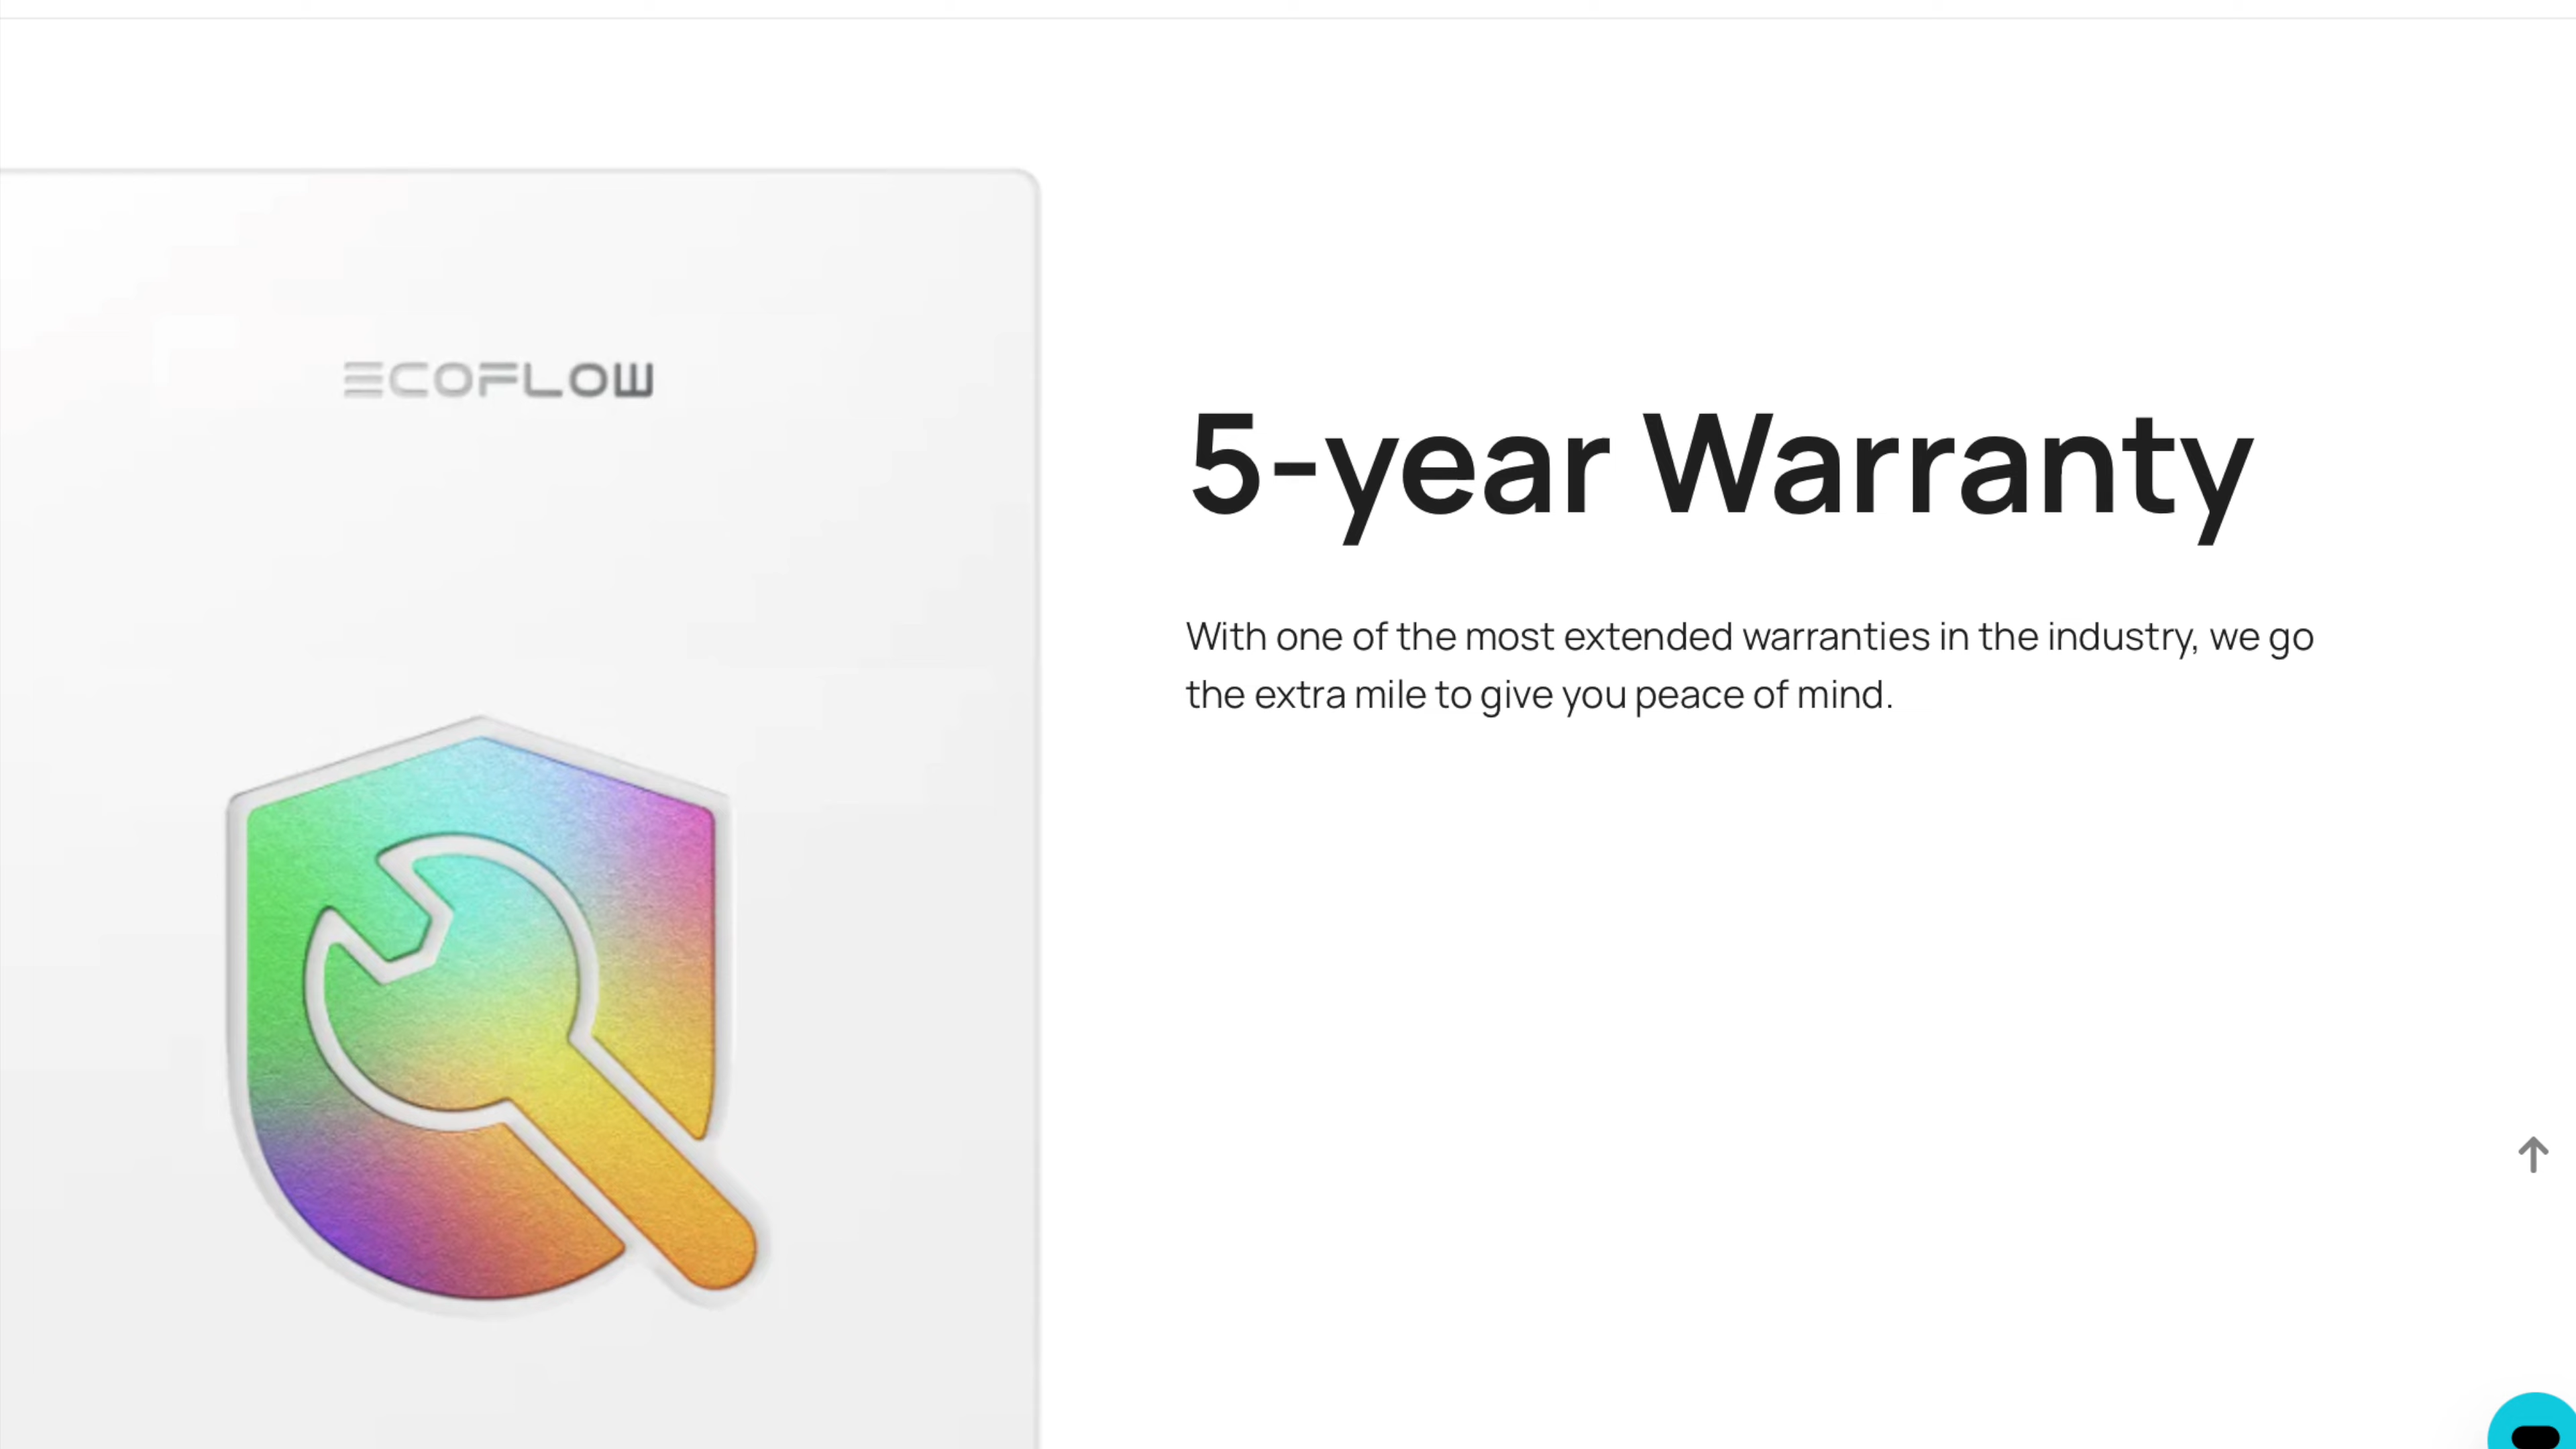 ECOFLOW
5-year Warranty
With one of the most extended warranties in the industry, we go
the extra mile to give you peace of mind.